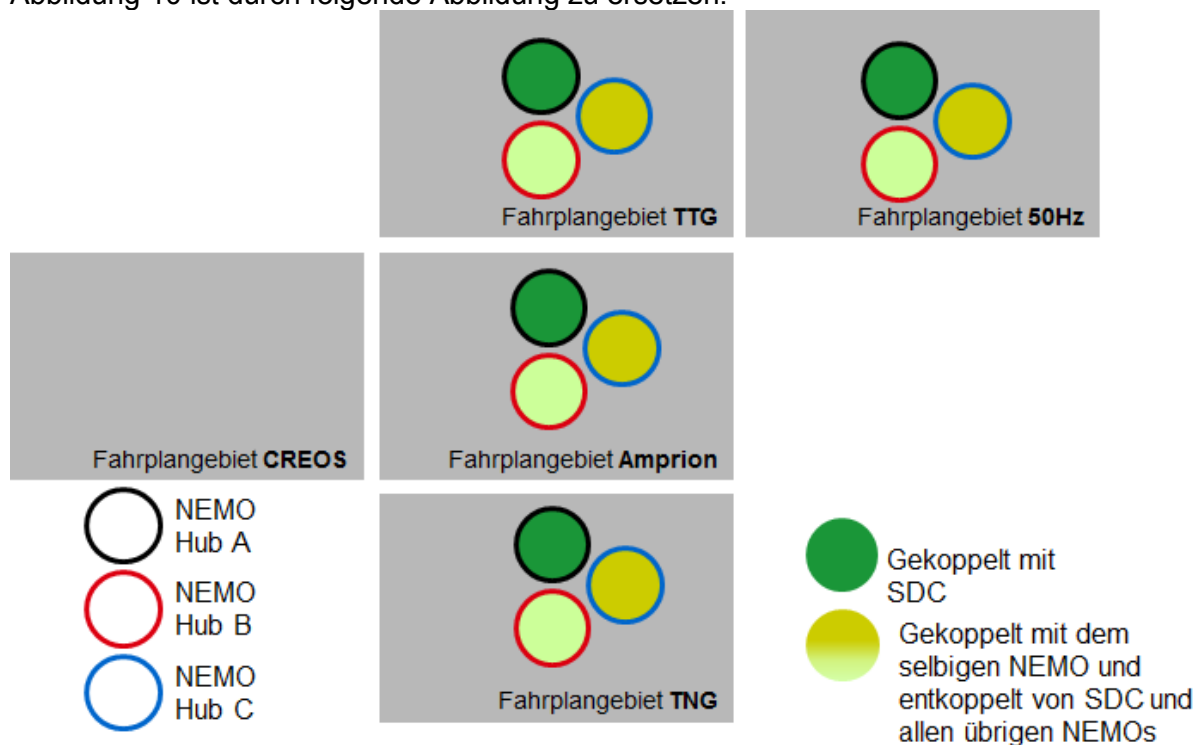 Abbildung 10 ist durch folgende Abbildung zu ersetzen:
Fahrplangebiet TTG
Fahrplangebiet 50Hz
Fahrplangebiet CREOS
Fahrplangebiet Amprion
NEMO
Hub A
NEMO
Hub B
NEMO
Hub C
Fahrplangebiet TNG
Gekoppelt mit
SDC
Gekoppelt mit dem
selbigen NEMO und
entkoppelt von SDC und
allen übrigen NEMOs